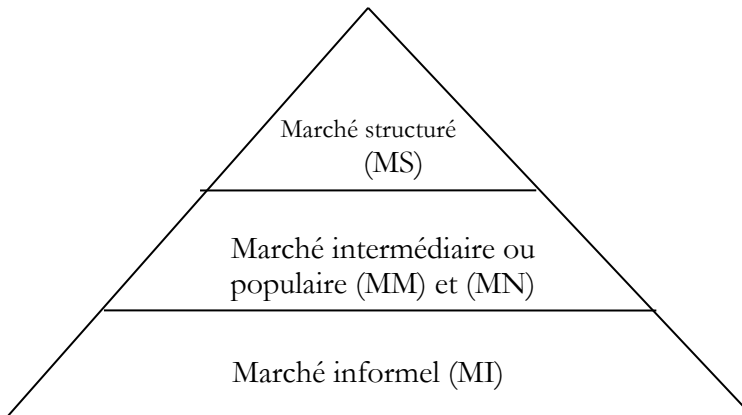 Marché structuré
(MS)
Marché intermédiaire ou
populaire (MM) et (MN)
Marché informel (MI)